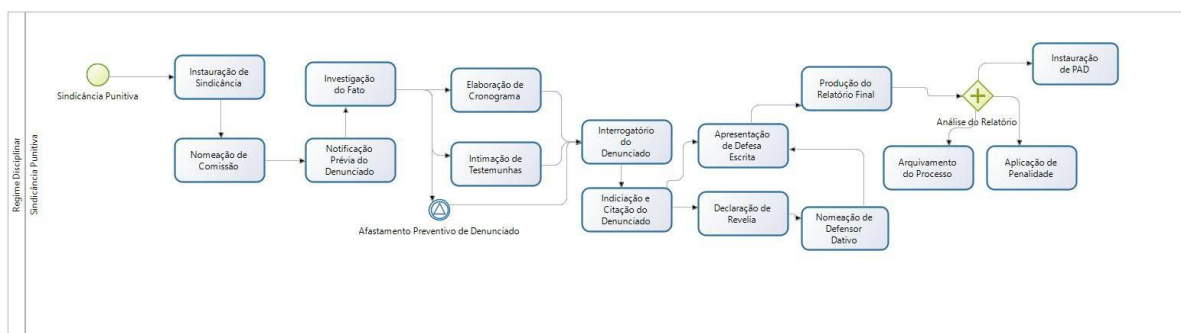 Regime Disciplinar
Sindicância Punitiva
Sindicância Punitiva
Instauração de
Sindicância
Nomeação de
Comissão
Notificação
Prévia do
Denunciado
Investigação
do Fato
Elaboração de
Cronograma
Intimação de
Testemunhas
Afastamento Preventivo de Denunciado
Interrogatório
do
Denunciado
Indiciação e
Citação do
Denunciado
Apresentação
de Defesa
Escrita
Declaração de
Revelia
Nomeação de
Defensor
Dativo
Produção do
Relatório Final
Análise do Relatório
Instauração
de PAD
Arquivamento
do Processo
Aplicação de
Penalidade